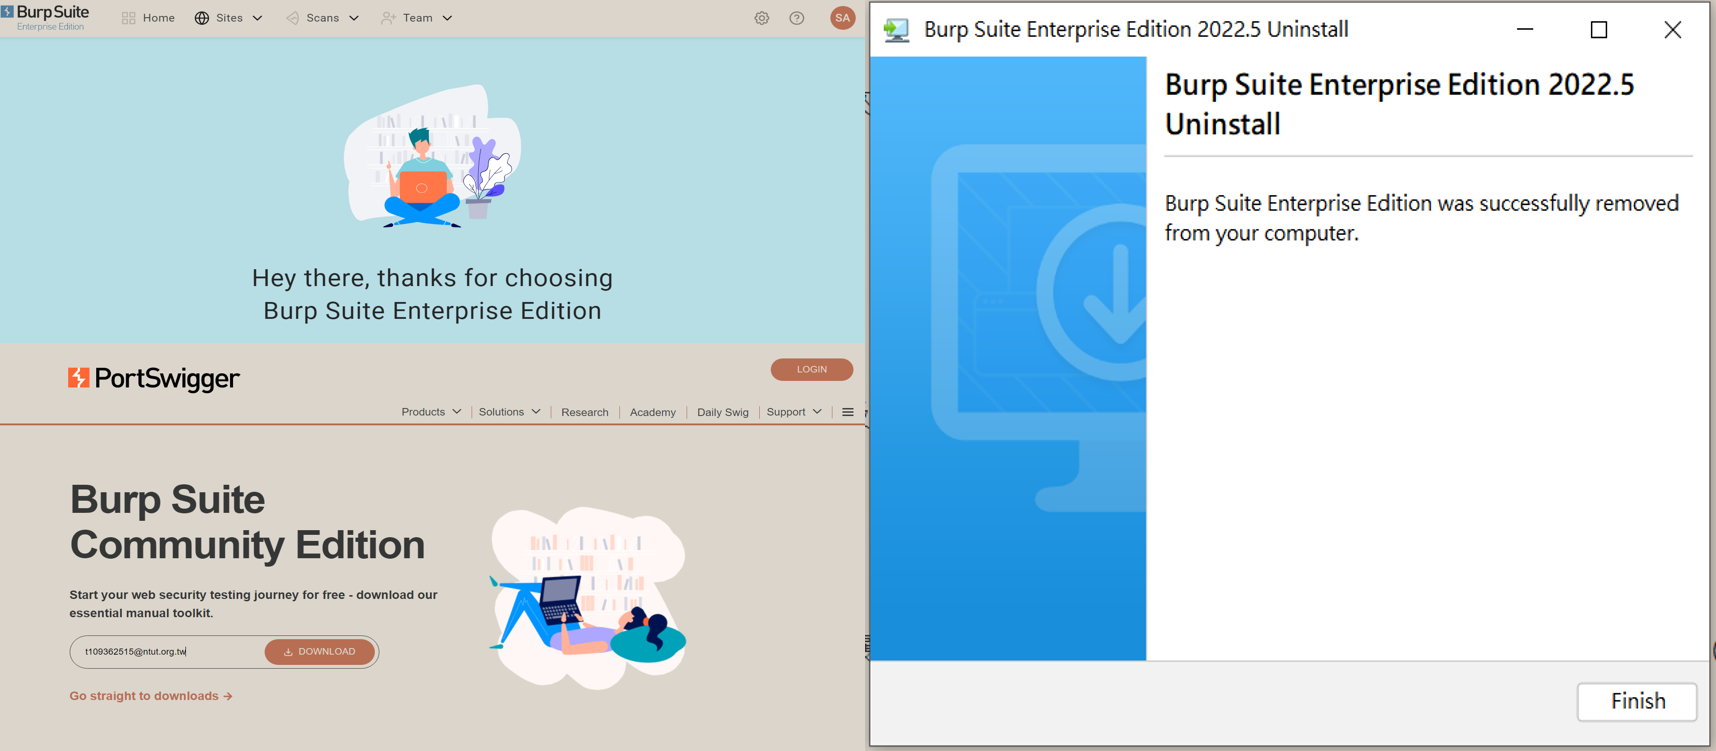 BurpSuite
Enterprise Edition
Home
Sites
Scans
Team
SA
Hey there, thanks for choosing
Burp Suite Enterprise Edition
PortSwigger
LOGIN
Products
Solutions
Research
Academy
Daily Swig
Support
Burp Suite
Community Edition
Start your web security testing journey for free - download our
essential manual toolkit.
t109362515@ntut.org.tw
DOWNLOAD
Go straight to downloads →
Burp Suite Enterprise Edition 2022.5 Uninstall
Burp Suite Enterprise Edition 2022.5
Uninstall
Burp Suite Enterprise Edition was successfully removed
from your computer.
Finish